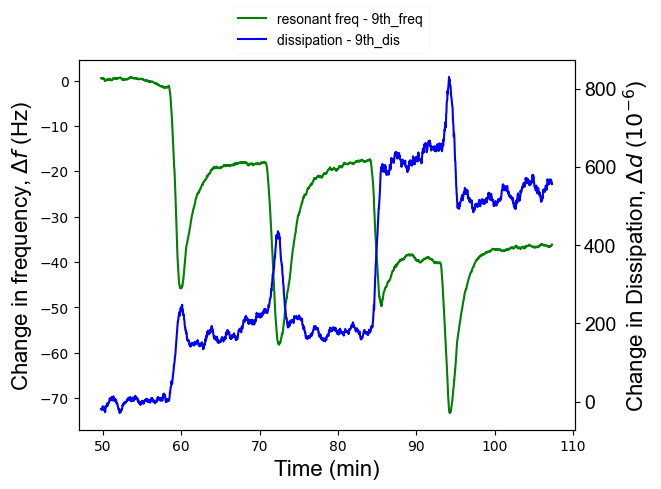 resonant freq - 9th_freq
dissipation - 9th_dis
Change in frequency, Δf (Hz)
0
−10
−20
−30
−40
−50
−60
−70
800
600
400
200
0
Change in Dissipation, Δd (10⁻⁶)
50 60 70 80 90 100 110
Time (min)